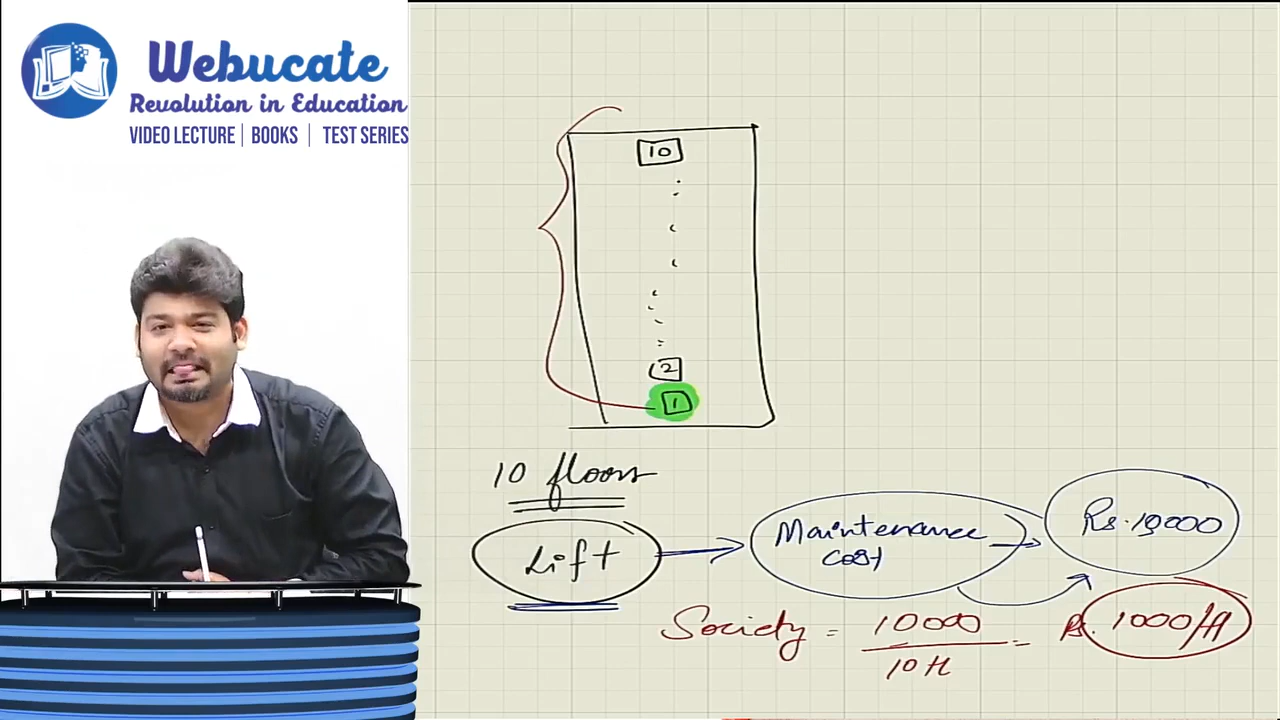 Webucate
Revolution in Education
VIDEO LECTURE | BOOKS | TEST SERIES
10
2
1
10 floors
Lift
Maintenance
cost
Rs. 10000
Society = 10000
10 H
= Rs. 1000/H